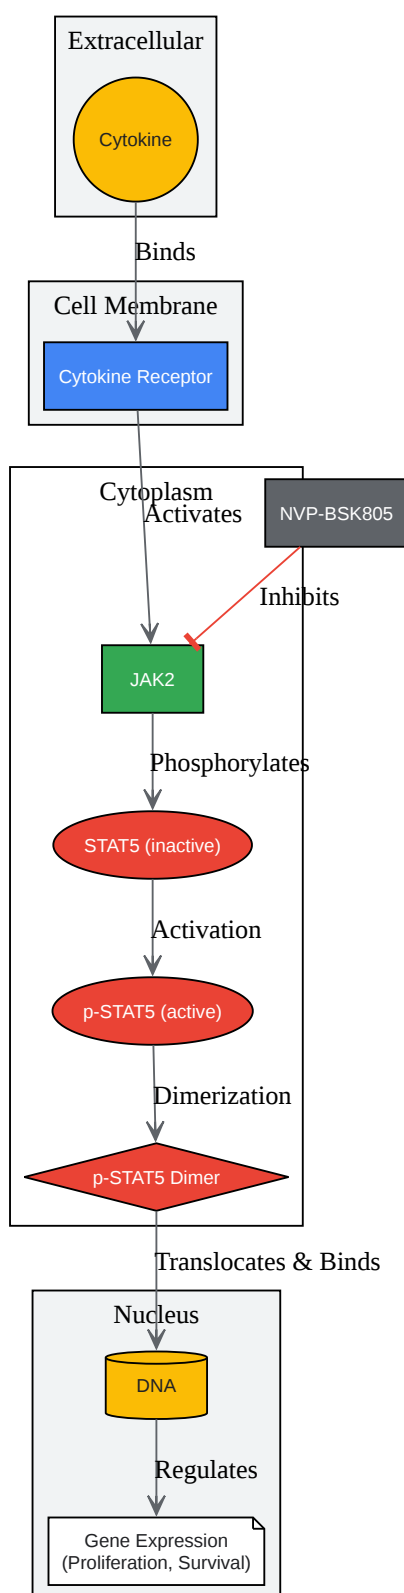 Extracellular
Cytokine
Binds
Cell Membrane
Cytokine Receptor
Cytoplasm
Activates
NVP-BSK805
Inhibits
JAK2
Phosphorylates
STAT5 (inactive)
Activation
p-STAT5 (active)
Dimerization
p-STAT5 Dimer
Translocates & Binds
Nucleus
DNA
Regulates
Gene Expression
(Proliferation, Survival)